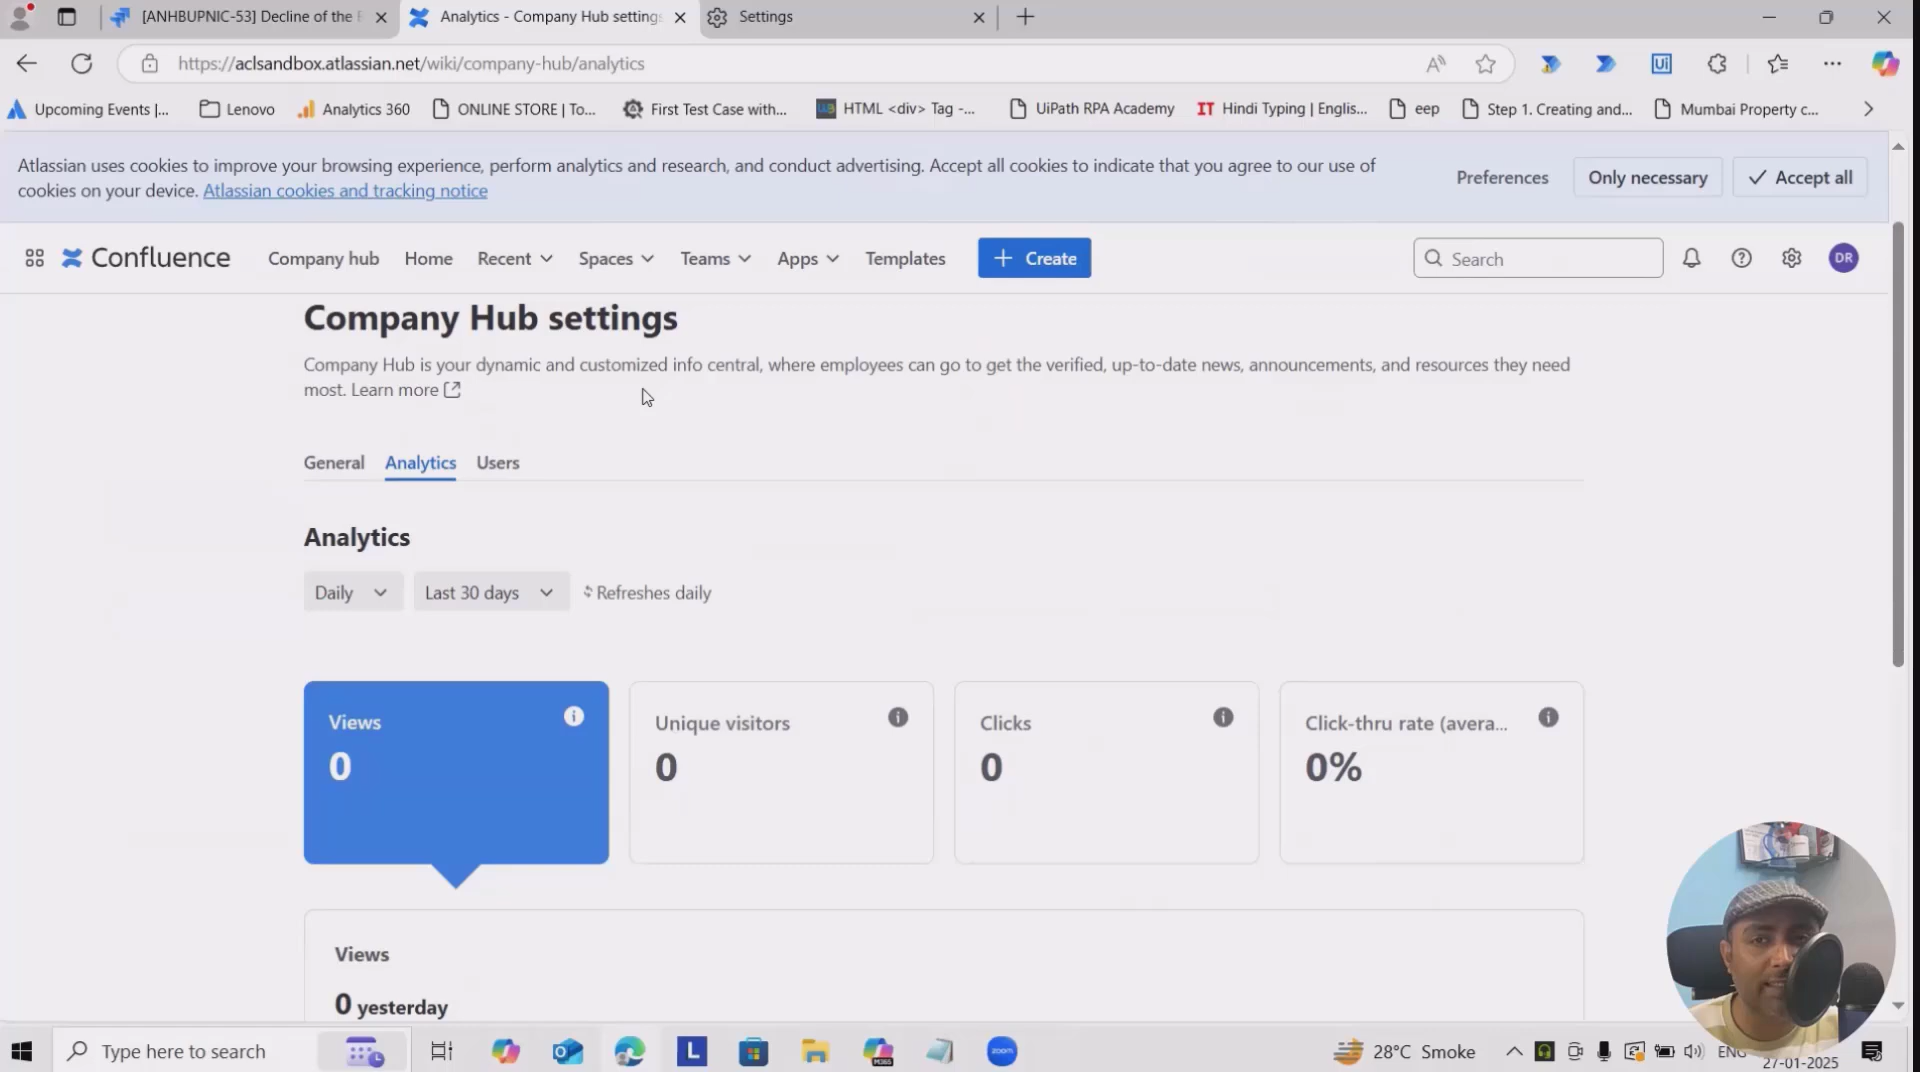 [ANHBUPNIC-53] Decline of the
Analytics - Company Hub settings
Settings
https://aclsandbox.atlassian.net/wiki/company-hub/analytics
Upcoming Events |...
Lenovo
Analytics 360
ONLINE STORE | To...
First Test Case with...
HTML <div> Tag -...
UiPath RPA Academy
IT Hindi Typing | Englis...
eep
Step 1. Creating and...
Mumbai Property c...
Atlassian uses cookies to improve your browsing experience, perform analytics and research, and conduct advertising. Accept all cookies to indicate that you agree to our use of
cookies on your device. Atlassian cookies and tracking notice
Preferences
Only necessary
Accept all
Confluence
Company hub
Home
Recent
Spaces
Teams
Apps
Templates
+ Create
Search
DR
Company Hub settings
Company Hub is your dynamic and customized info central, where employees can go to get the verified, up-to-date news, announcements, and resources they need
most. Learn more
General
Analytics
Users
Analytics
Daily
Last 30 days
Refreshes daily
Views
0
Unique visitors
0
Clicks
0
Click-thru rate (avera...
0%
Views
0 yesterday
Type here to search
L
zoom
28°C Smoke
ENG
27-01-2025